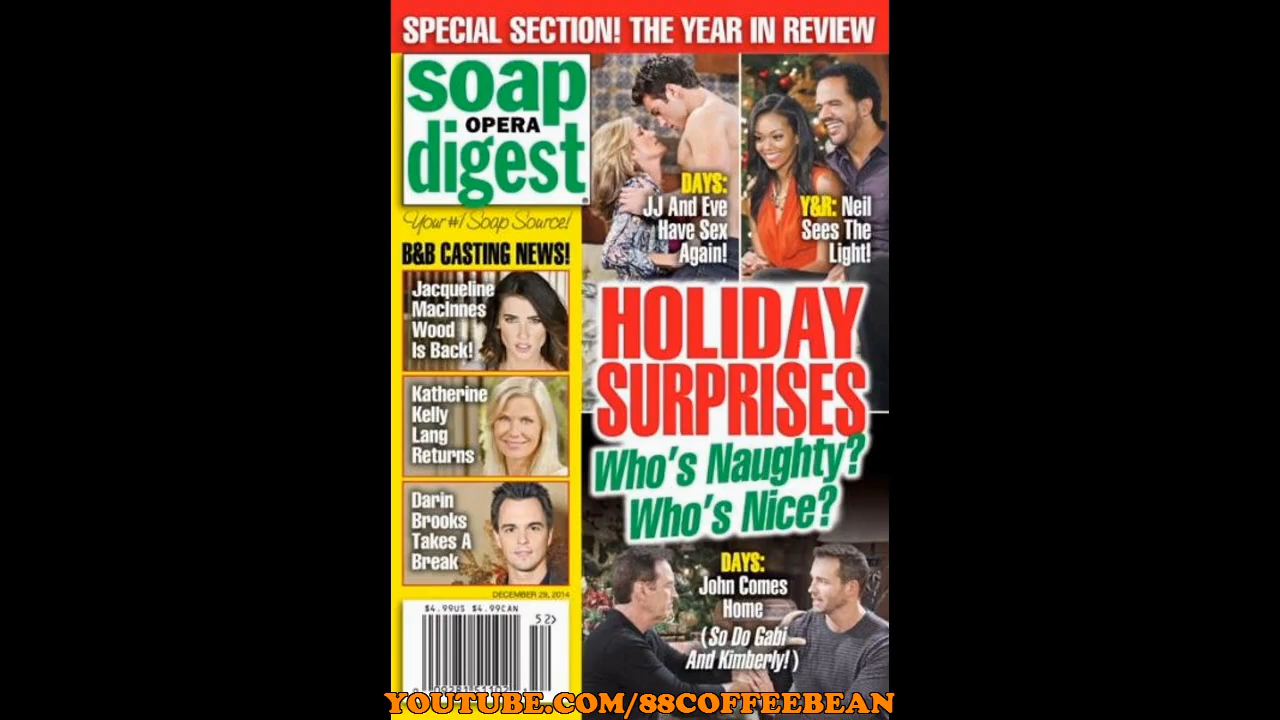 SPECIAL SECTION! THE YEAR IN REVIEW
soap
OPERA
digest
Your #1 Soap Source!
B&B CASTING NEWS!
Jacqueline
MacInnes
Wood
Is Back!
Katherine
Kelly
Lang
Returns
Darin
Brooks
Takes A
Break
DECEMBER 29, 2014
$4.99US $4.99CAN
52>
DAYS:
JJ And Eve
Have Sex
Again!
Y&R: Neil
Sees The
Light!
HOLIDAY
SURPRISES
Who's Naughty?
Who's Nice?
DAYS:
John Comes
Home
(So Do Gabi
And Kimberly!)
YOUTUBE.COM/88COFFEEBEAN